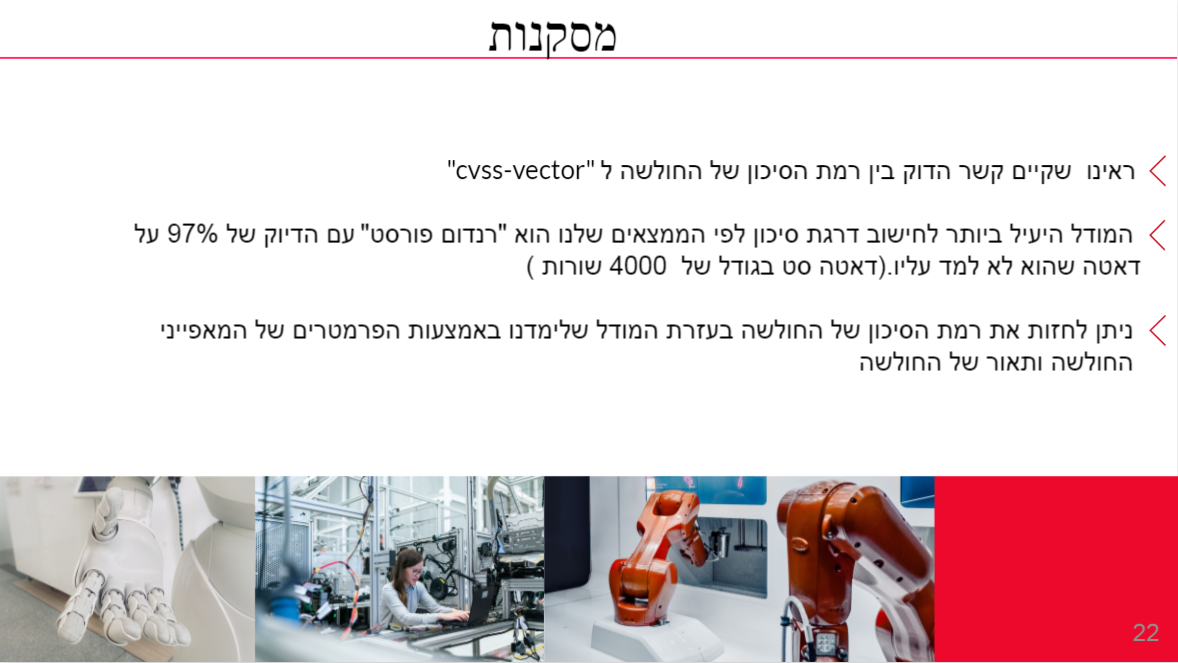 מסקנות
ראינו שקיים קשר הדוק בין רמת הסיכון של החולשה ל "cvss-vector"
המודל היעיל ביותר לחישוב דרגת סיכון לפי הממצאים שלנו הוא "רנדום פורסט" עם הדיוק של 97% על
דאטה שהוא לא למד עליו.(דאטה סט בגודל של 4000 שורות )
ניתן לחזות את רמת הסיכון של החולשה בעזרת המודל שלימדנו באמצעות הפרמטרים של המאפייני
החולשה ותאור של החולשה
22